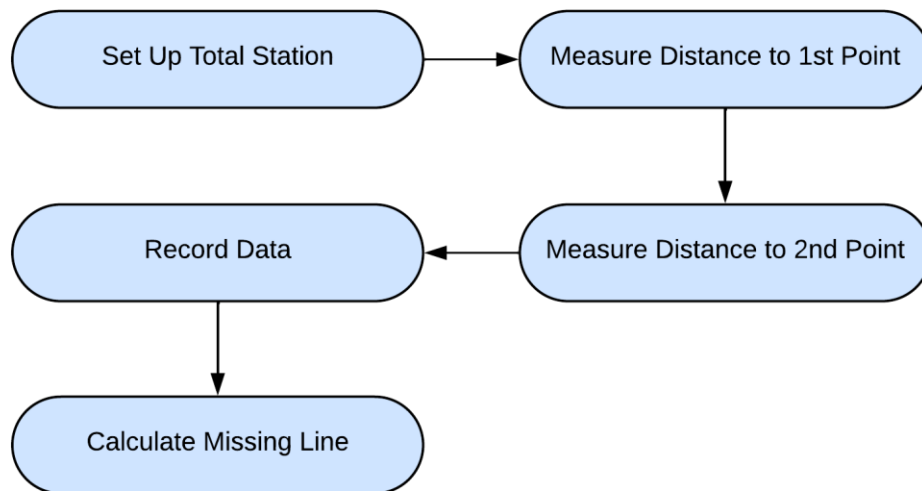 Set Up Total Station
Measure Distance to 1st Point
Measure Distance to 2nd Point
Record Data
Calculate Missing Line